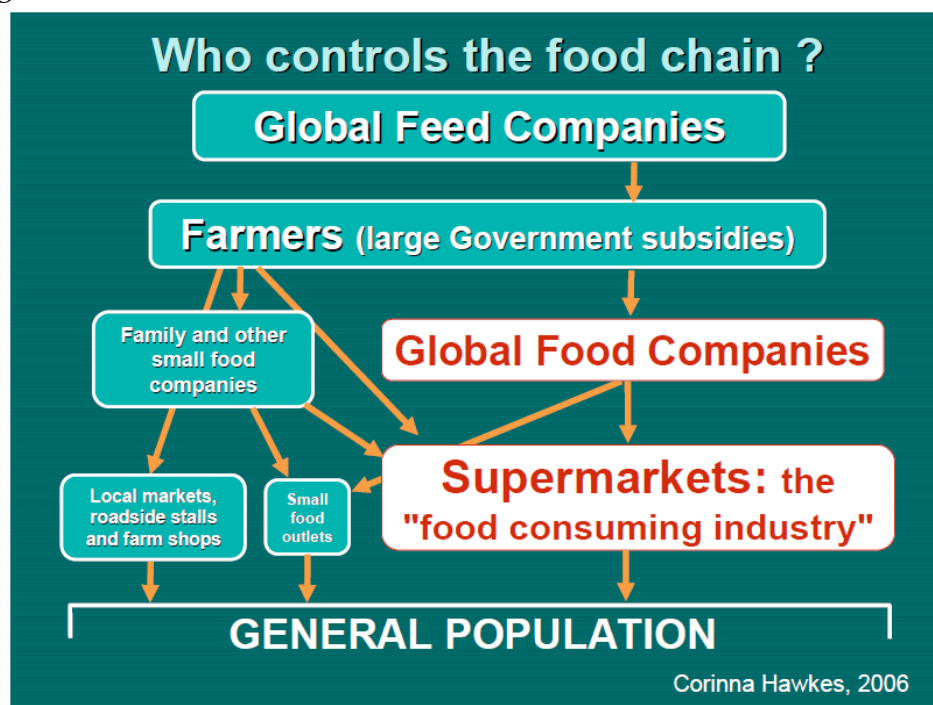 Who controls the food chain ?
Global Feed Companies
Farmers (large Government subsidies)
Family and other
small food
companies
Global Food Companies
Local markets,
roadside stalls
and farm shops
Small
food
outlets
Supermarkets: the
"food consuming industry"
GENERAL POPULATION
Corinna Hawkes, 2006